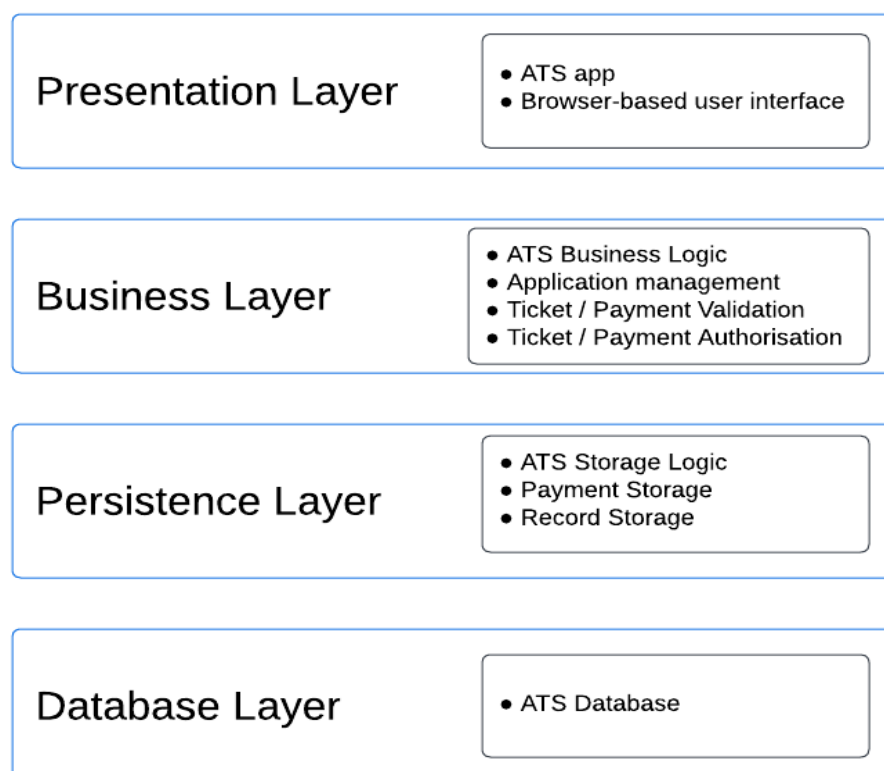 Presentation Layer
● ATS app
● Browser-based user interface
Business Layer
● ATS Business Logic
● Application management
● Ticket / Payment Validation
● Ticket / Payment Authorisation
Persistence Layer
● ATS Storage Logic
● Payment Storage
● Record Storage
Database Layer
● ATS Database